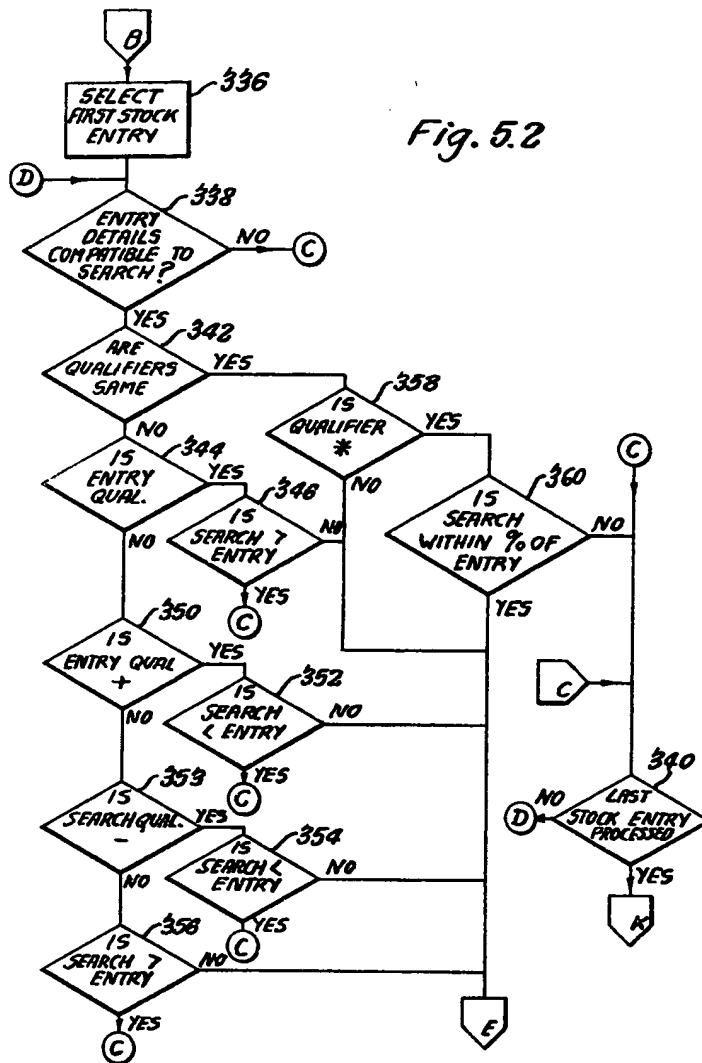 B
336
SELECT
FIRST STOCK
ENTRY
Fig. 5.2
D
338
ENTRY
DETAILS
COMPATIBLE TO
SEARCH?
NO
C
YES
342
ARE
QUALIFIERS
SAME
YES
358
IS
QUALIFIER
*
YES
NO
344
IS
ENTRY
QUAL.
YES
NO
C
360
IS
SEARCH
WITHIN % OF
ENTRY
NO
346
IS
SEARCH >
ENTRY
NO
NO
YES
C
YES
350
IS
ENTRY QUAL
+
YES
352
IS
SEARCH
< ENTRY
NO
C
NO
YES
C
340
LAST
STOCK ENTRY
PROCESSED
NO
D
353
IS
SEARCH QUAL.
-
YES
354
IS
SEARCH <
ENTRY
NO
YES
K
NO
YES
C
356
IS
SEARCH >
ENTRY
NO
E
YES
C